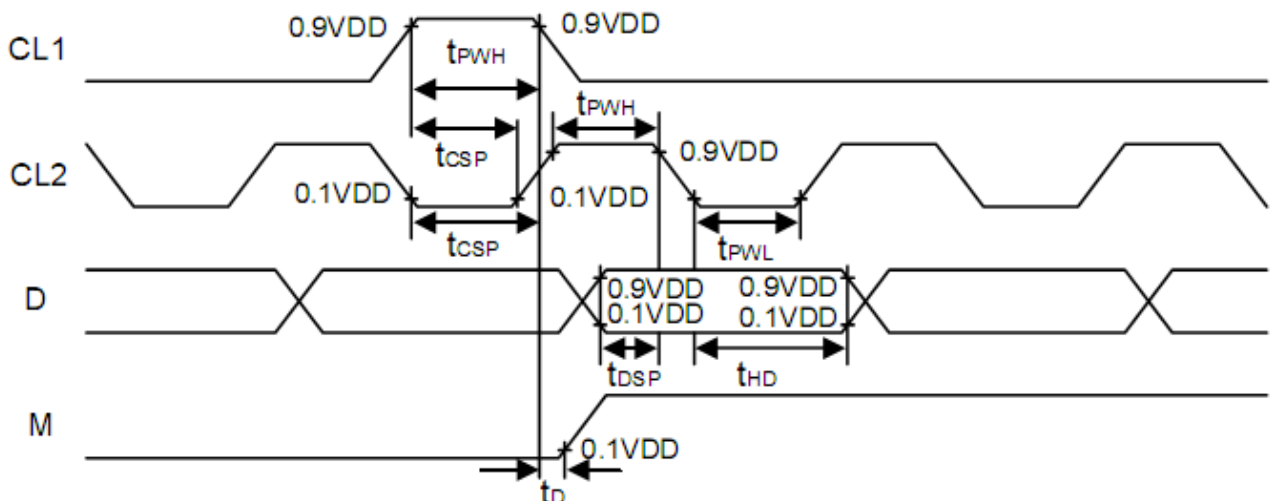 CL1 0.9VDD 0.9VDD
tPWH
tPWH
tCSP
CL2 0.9VDD
0.1VDD 0.1VDD
tCSP tPWL
D 0.9VDD 0.9VDD
0.1VDD 0.1VDD
tDSP tHD
M
0.1VDD
tD